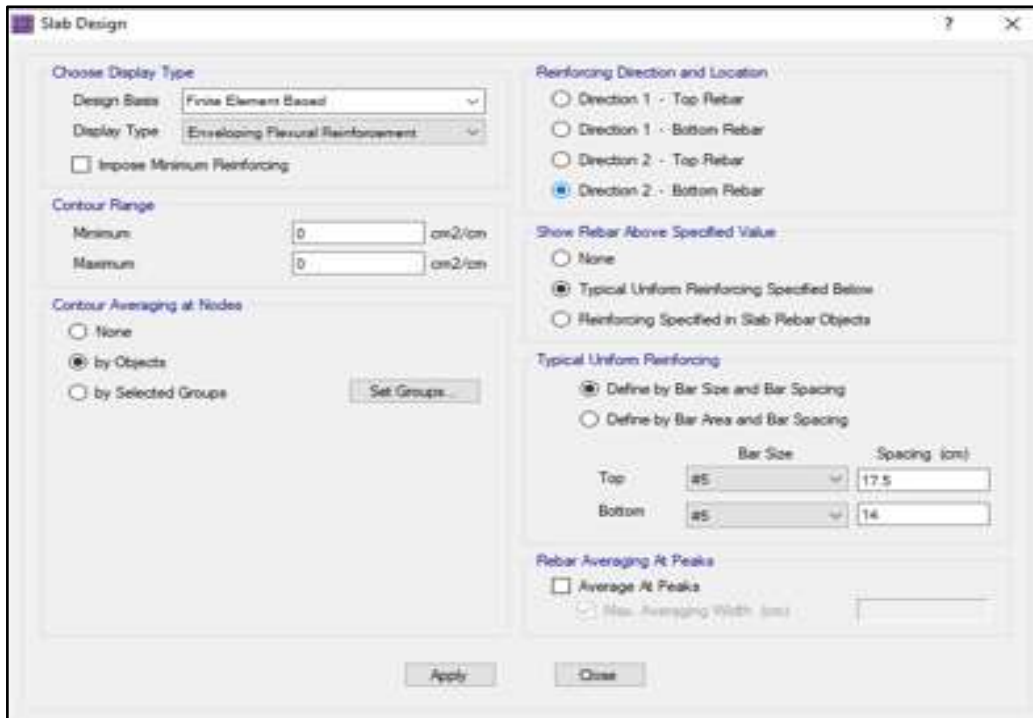 Slab Design
Choose Display Type
Design Basis Finite Element Based
Display Type Enveloping Flexural Reinforcement
Impose Minimum Reinforcing
Contour Range
Minimum 0 cm2/cm
Maximum 0 cm2/cm
Contour Averaging at Nodes
None
by Objects
by Selected Groups Set Groups...
Reinforcing Direction and Location
Direction 1 - Top Rebar
Direction 1 - Bottom Rebar
Direction 2 - Top Rebar
Direction 2 - Bottom Rebar
Show Rebar Above Specified Value
None
Typical Uniform Reinforcing Specified Below
Reinforcing Specified in Slab Rebar Objects
Typical Uniform Reinforcing
Define by Bar Size and Bar Spacing
Define by Bar Area and Bar Spacing
Bar Size Spacing (cm)
Top #5 17.5
Bottom #5 14
Rebar Averaging At Peaks
Average At Peaks
Max. Averaging Width (cm)
Apply Close